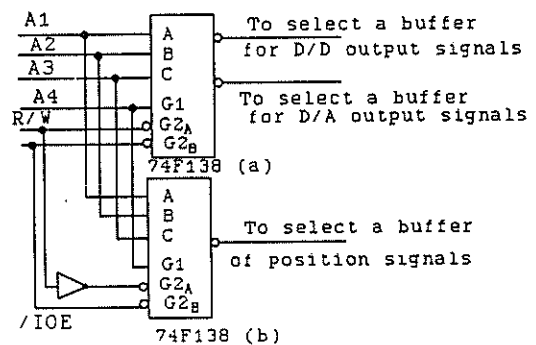 A1
A2
A3
A4
R/W
/IOE
A
B
C
G1
G2A
G2B
74F138 (a)
To select a buffer
for D/D output signals
To select a buffer
for D/A output signals
A
B
C
G1
G2A
G2B
74F138 (b)
To select a buffer
of position signals